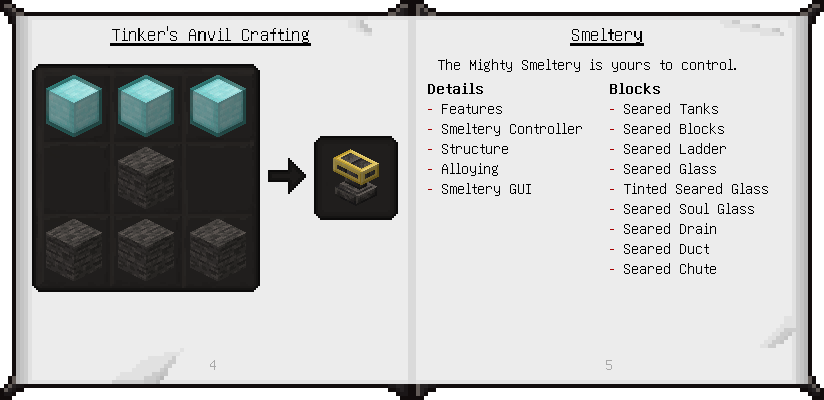 Tinker's Anvil Crafting
4
Smeltery
The Mighty Smeltery is yours to control.
Details
- Features
- Smeltery Controller
- Structure
- Alloying
- Smeltery GUI
Blocks
- Seared Tanks
- Seared Blocks
- Seared Ladder
- Seared Glass
- Tinted Seared Glass
- Seared Soul Glass
- Seared Drain
- Seared Duct
- Seared Chute
5